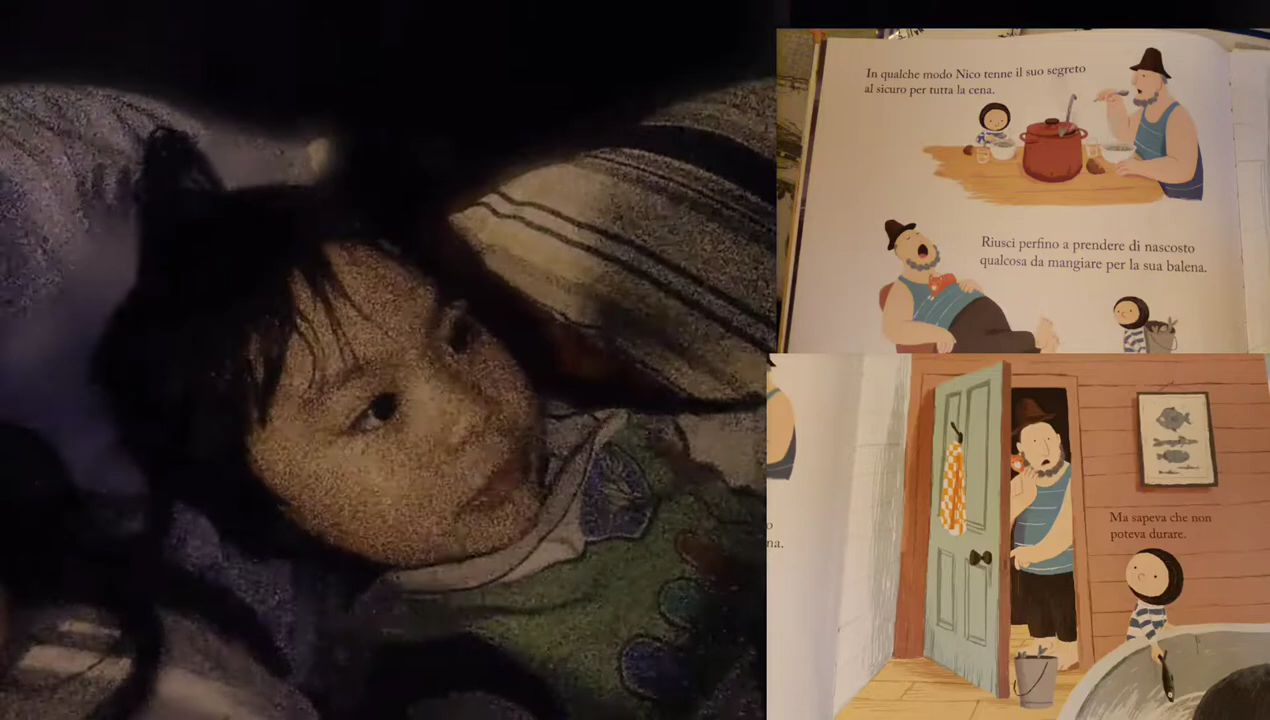 In qualche modo Nico tenne il suo segreto
al sicuro per tutta la cena.
Riuscì perfino a prendere di nascosto
qualcosa da mangiare per la sua balena.
na.
Ma sapeva che non
poteva durare.